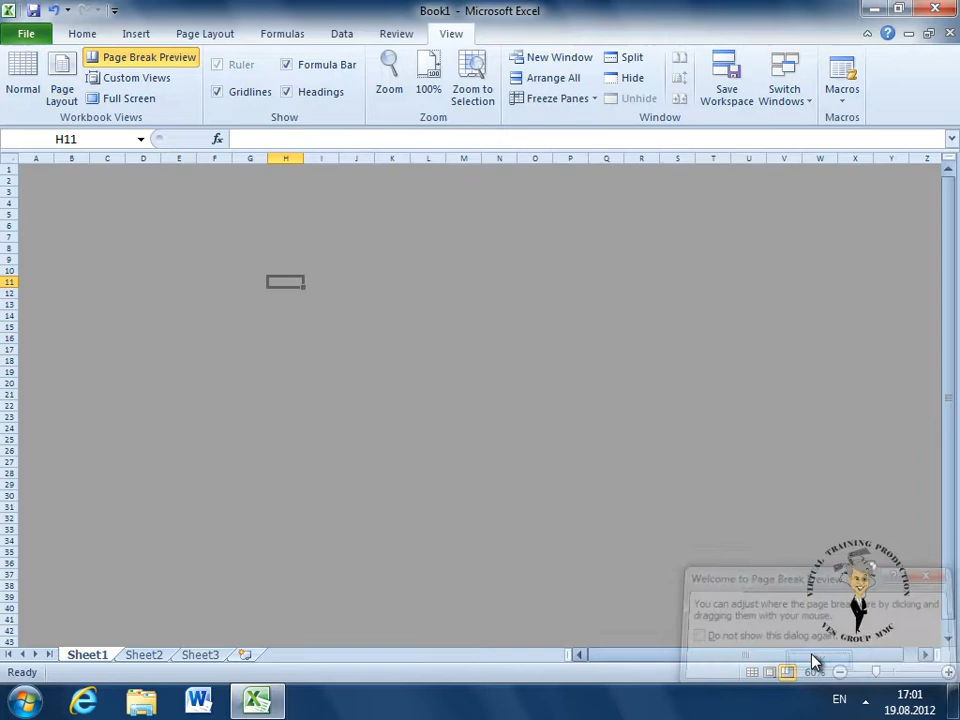 Book1 - Microsoft Excel
File Home Insert Page Layout Formulas Data Review View
Normal
Page Layout
Page Break Preview
Custom Views
Full Screen
Workbook Views
Ruler
Formula Bar
Gridlines
Headings
Show
Zoom
100%
Zoom to Selection
Zoom
New Window
Arrange All
Freeze Panes
Split
Hide
Unhide
Save Workspace
Switch Windows
Window
Macros
Macros
H11
fx
A B C D E F G H I J K L M N O P Q R S T U V W X Y Z
1
2
3
4
5
6
7
8
9
10
11
12
13
14
15
16
17
18
19
20
21
22
23
24
25
26
27
28
29
30
31
32
33
34
35
36
37
38
39
40
41
42
43
VIRTUAL TRAINING PRODUCTION
YES GROUP MMC
Welcome to Page Break Preview
You can adjust where the page breaks are by clicking and
dragging them with your mouse.
Do not show this dialog again.
Sheet1 Sheet2 Sheet3
Ready
60%
EN
17:01
19.08.2012